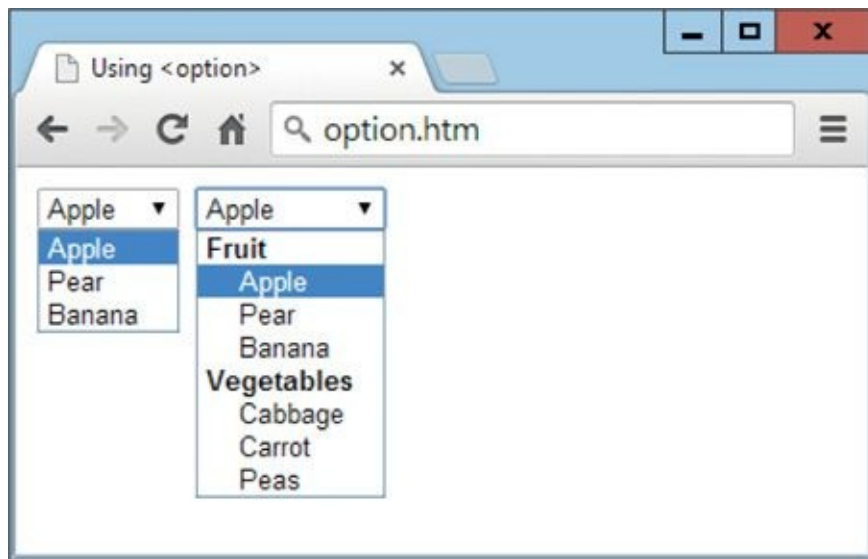 Using <option>
option.htm
Apple
Apple
Pear
Banana
Apple
Fruit
Apple
Pear
Banana
Vegetables
Cabbage
Carrot
Peas